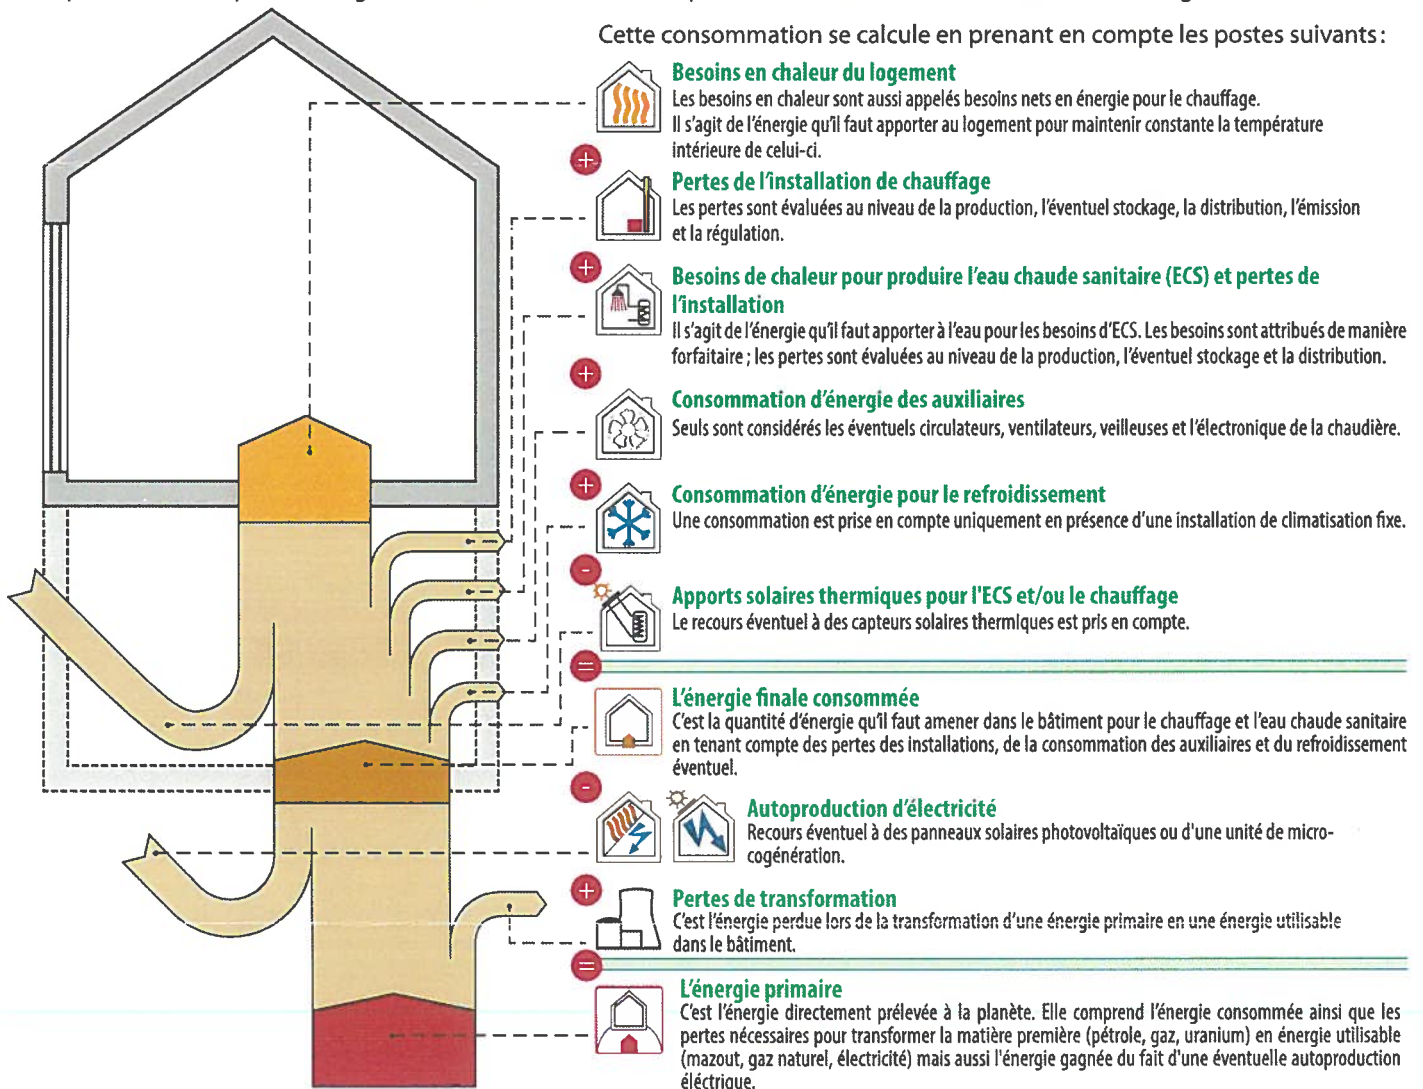 Cette consommation se calcule en prenant en compte les postes suivants :
Besoins en chaleur du logement
Les besoins en chaleur sont aussi appelés besoins nets en énergie pour le chauffage.
Il s'agit de l'énergie qu'il faut apporter au logement pour maintenir constante la température
intérieure de celui-ci.
+
Pertes de l'installation de chauffage
Les pertes sont évaluées au niveau de la production, l'éventuel stockage, la distribution, l'émission
et la régulation.
+
Besoins de chaleur pour produire l'eau chaude sanitaire (ECS) et pertes de
l'installation
Il s'agit de l'énergie qu'il faut apporter à l'eau pour les besoins d'ECS. Les besoins sont attribués de manière
forfaitaire ; les pertes sont évaluées au niveau de la production, l'éventuel stockage et la distribution.
+
Consommation d'énergie des auxiliaires
Seuls sont considérés les éventuels circulateurs, ventilateurs, veilleuses et l'électronique de la chaudière.
+
Consommation d'énergie pour le refroidissement
Une consommation est prise en compte uniquement en présence d'une installation de climatisation fixe.
-
Apports solaires thermiques pour l'ECS et/ou le chauffage
Le recours éventuel à des capteurs solaires thermiques est pris en compte.
=
L'énergie finale consommée
C'est la quantité d'énergie qu'il faut amener dans le bâtiment pour le chauffage et l'eau chaude sanitaire
en tenant compte des pertes des installations, de la consommation des auxiliaires et du refroidissement
éventuel.
-
Autoproduction d'électricité
Recours éventuel à des panneaux solaires photovoltaïques ou d'une unité de micro-
cogénération.
+
Pertes de transformation
C'est l'énergie perdue lors de la transformation d'une énergie primaire en une énergie utilisable
dans le bâtiment.
=
L'énergie primaire
C'est l'énergie directement prélevée à la planète. Elle comprend l'énergie consommée ainsi que les
pertes nécessaires pour transformer la matière première (pétrole, gaz, uranium) en énergie utilisable
(mazout, gaz naturel, électricité) mais aussi l'énergie gagnée du fait d'une éventuelle autoproduction
éléctrique.